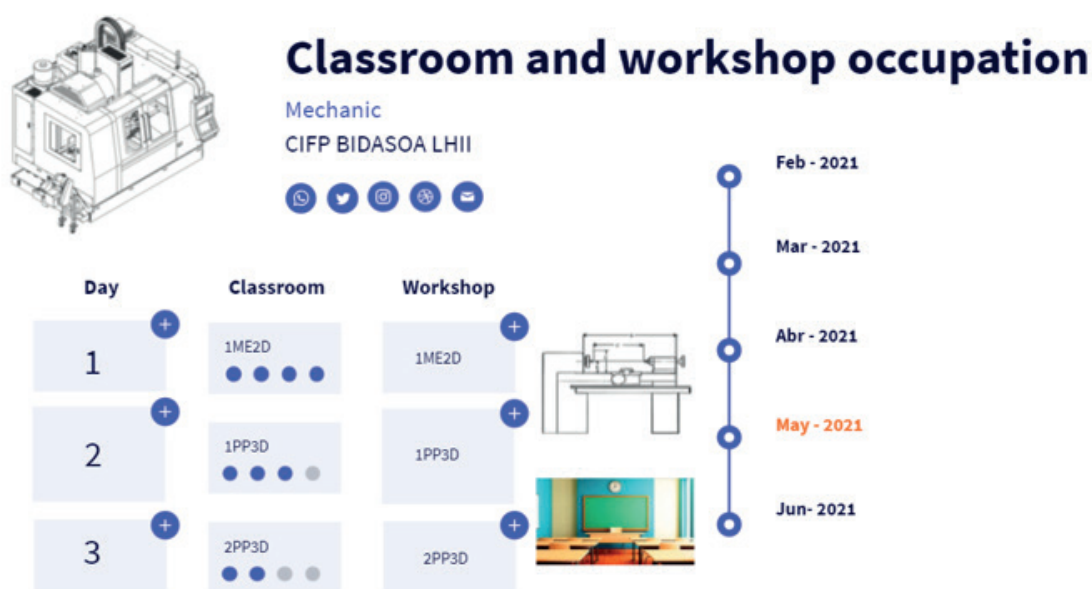 Classroom and workshop occupation
Mechanic
CIFP BIDASOA LHII
Feb - 2021
Mar - 2021
Abr - 2021
May - 2021
Jun- 2021
Day
Classroom
Workshop
1
1ME2D
1ME2D
2
1PP3D
1PP3D
3
2PP3D
2PP3D